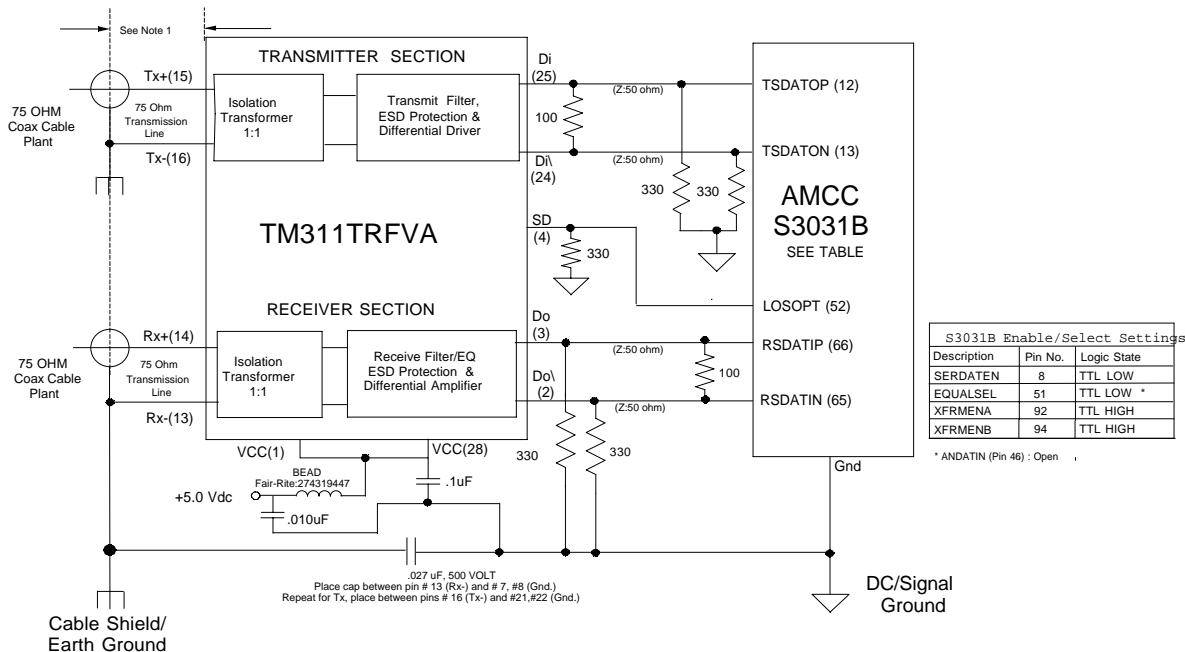 See Note 1
TRANSMITTER SECTION
Tx+(15)
75 OHM
Coax Cable
Plant
75 Ohm
Transmission
Line
Tx-(16)
Isolation
Transformer
1:1
Transmit Filter,
ESD Protection &
Differential Driver
Di
(25)
(Z:50 ohm)
100
Di\
(24)
(Z:50 ohm)
330
330
TSDATOP (12)
TSDATON (13)
AMCC
S3031B
SEE TABLE
TM311TRFVA
SD
(4)
330
LOSOPT (52)
RECEIVER SECTION
Rx+(14)
75 OHM
Coax Cable
Plant
75 Ohm
Transmission
Line
Rx-(13)
Isolation
Transformer
1:1
Receive Filter/EQ
ESD Protection &
Differential Amplifier
Do
(3)
(Z:50 ohm)
100
Do\
(2)
(Z:50 ohm)
330
330
RSDATIP (66)
RSDATIN (65)
Gnd
S3031B Enable/Select Settings
Description Pin No. Logic State
SERDATEN 8 TTL LOW
EQUALSEL 51 TTL LOW *
XFRMENA 92 TTL HIGH
XFRMENB 94 TTL HIGH
* ANDATIN (Pin 46) : Open
VCC(1)
VCC(28)
BEAD
Fair-Rite:274319447
+5.0 Vdc
.1uF
.010uF
.027 uF, 500 VOLT
Place cap between pin # 13 (Rx-) and # 7, #8 (Gnd.)
Repeat for Tx, place between pins # 16 (Tx-) and #21,#22 (Gnd.)
DC/Signal
Ground
Cable Shield/
Earth Ground